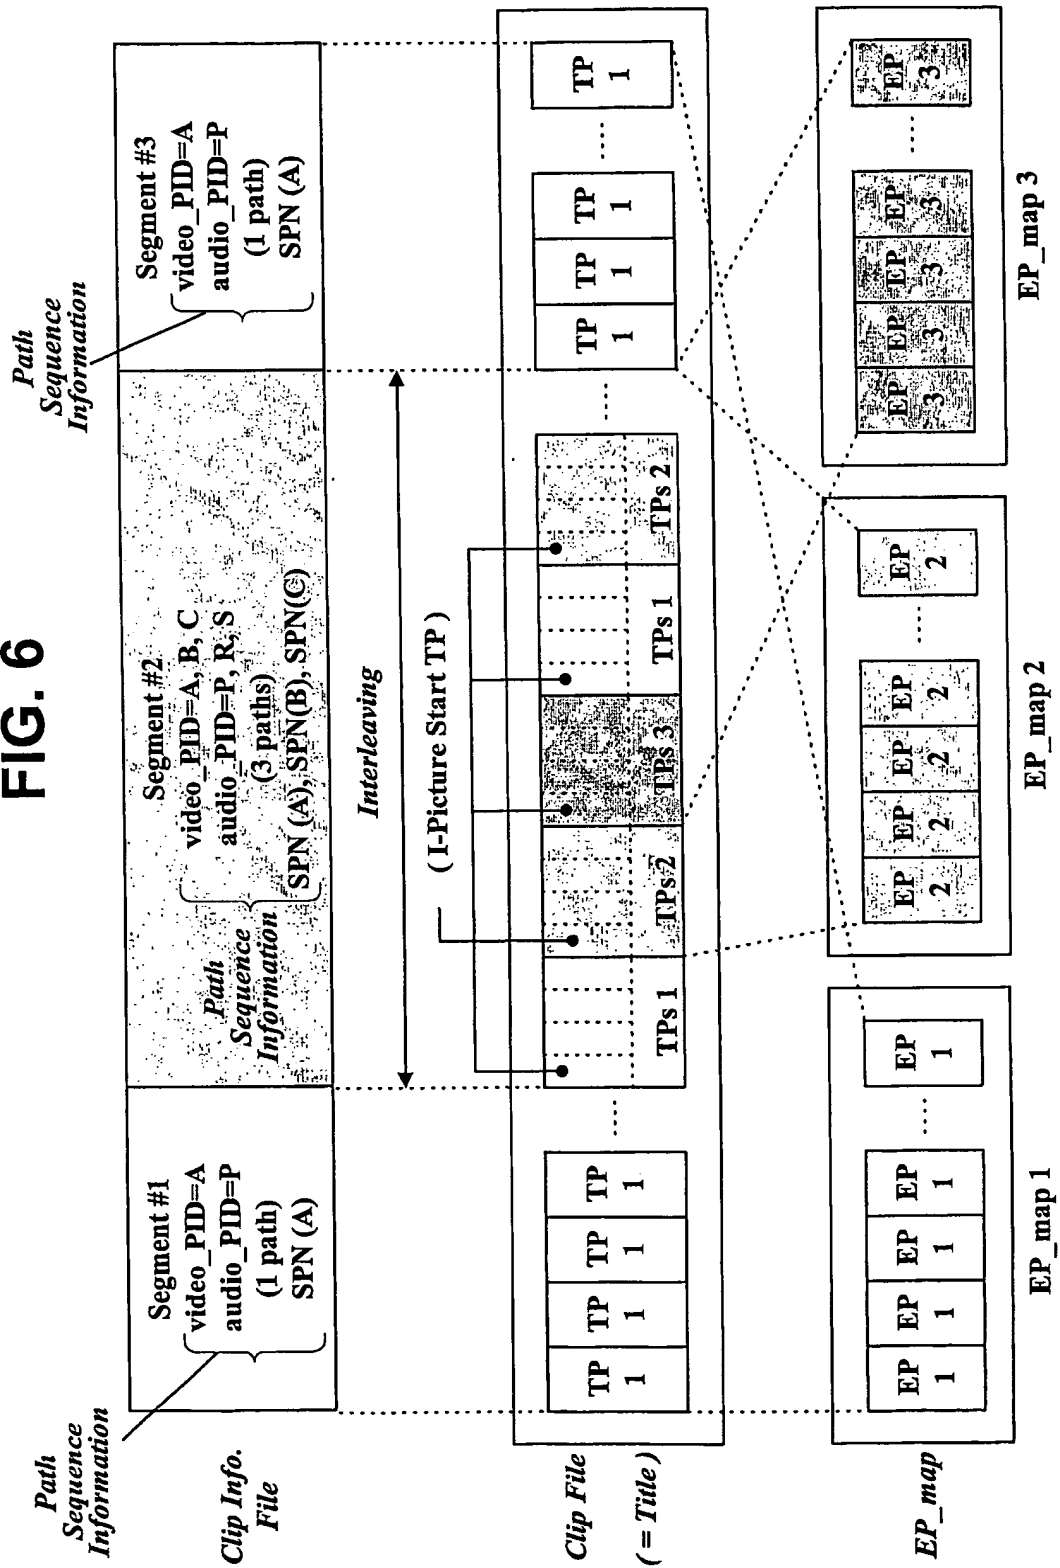 FIG. 6
Path
Sequence
Information
Path
Sequence
Information
Clip Info.
File
Segment #1
video_PID=A
audio_PID=P
(1 path)
SPN (A)
Segment #2
video_PID=A, B, C
audio_PID=P, R, S
(3 paths)
SPN (A), SPN(B), SPN(C)
Path
Sequence
Information
Segment #3
video_PID=A
audio_PID=P
(1 path)
SPN (A)
Interleaving
( I-Picture Start TP )
Clip File
( = Title )
TP TP TP TP
1 1 1 1
TPs 1 TPs 2 TPs 3 TPs 1 TPs 2
TP TP TP TP
1 1 1 1
EP_map
EP EP EP EP EP
1 1 1 1 1
EP_map 1
EP EP EP EP EP
2 2 2 2 2
EP_map 2
EP EP EP EP EP
3 3 3 3 3
EP_map 3